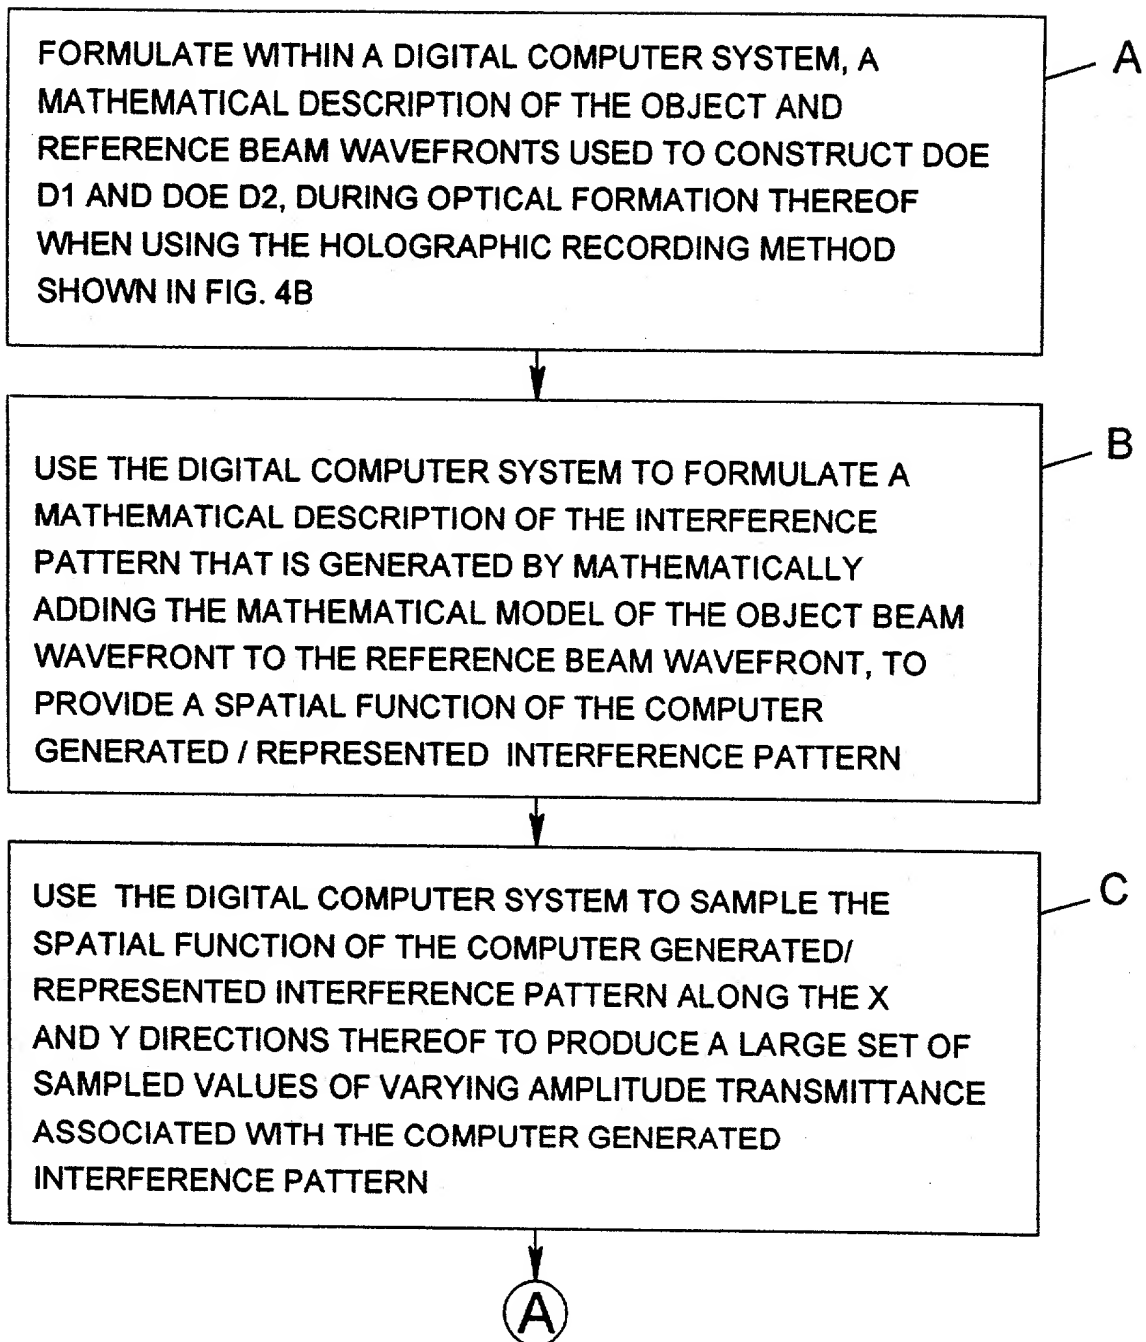 FORMULATE WITHIN A DIGITAL COMPUTER SYSTEM, A
MATHEMATICAL DESCRIPTION OF THE OBJECT AND
REFERENCE BEAM WAVEFRONTS USED TO CONSTRUCT DOE
D1 AND DOE D2, DURING OPTICAL FORMATION THEREOF
WHEN USING THE HOLOGRAPHIC RECORDING METHOD
SHOWN IN FIG. 4B
A
USE THE DIGITAL COMPUTER SYSTEM TO FORMULATE A
MATHEMATICAL DESCRIPTION OF THE INTERFERENCE
PATTERN THAT IS GENERATED BY MATHEMATICALLY
ADDING THE MATHEMATICAL MODEL OF THE OBJECT BEAM
WAVEFRONT TO THE REFERENCE BEAM WAVEFRONT, TO
PROVIDE A SPATIAL FUNCTION OF THE COMPUTER
GENERATED / REPRESENTED INTERFERENCE PATTERN
B
USE THE DIGITAL COMPUTER SYSTEM TO SAMPLE THE
SPATIAL FUNCTION OF THE COMPUTER GENERATED/
REPRESENTED INTERFERENCE PATTERN ALONG THE X
AND Y DIRECTIONS THEREOF TO PRODUCE A LARGE SET OF
SAMPLED VALUES OF VARYING AMPLITUDE TRANSMITTANCE
ASSOCIATED WITH THE COMPUTER GENERATED
INTERFERENCE PATTERN
C
A